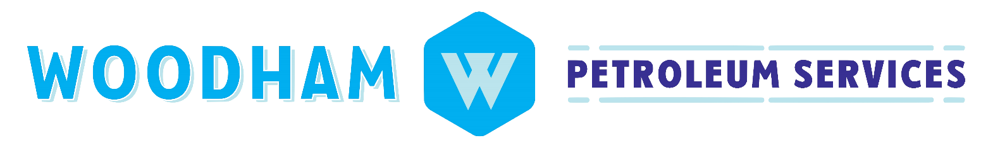 WOODHAM W PETROLEUM SERVICES